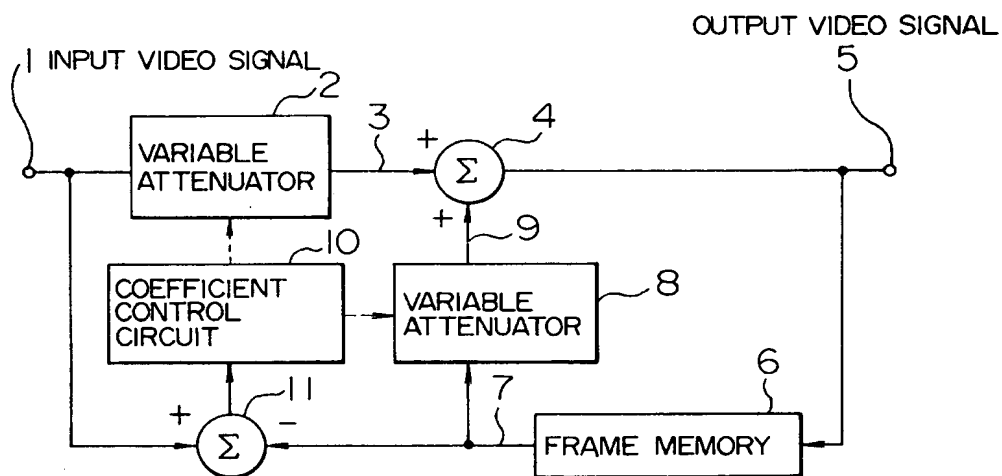 OUTPUT VIDEO SIGNAL
5
1 INPUT VIDEO SIGNAL
2
VARIABLE
ATTENUATOR
3
+
4
Σ
+
9
10
COEFFICIENT
CONTROL
CIRCUIT
VARIABLE
ATTENUATOR
8
+
11
Σ
-
7
6
FRAME MEMORY